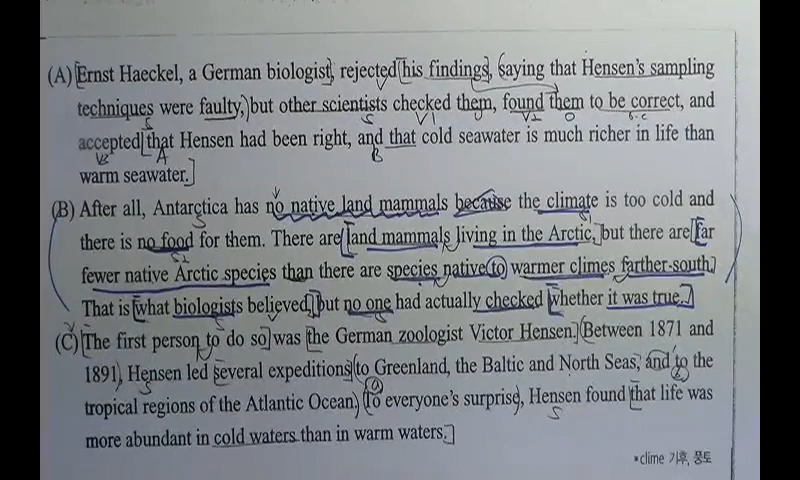 (A) Ernst Haeckel, a German biologist, rejected his findings, saying that Hensen's sampling
techniques were faulty, but other scientists checked them, found them to be correct, and
accepted that Hensen had been right, and that cold seawater is much richer in life than
warm seawater.
(B) After all, Antarctica has no native land mammals because the climate is too cold and
there is no food for them. There are land mammals living in the Arctic, but there are far
fewer native Arctic species than there are species native to warmer climes farther south.
That is what biologists believed, but no one had actually checked whether it was true.
(C) The first person to do so was the German zoologist Victor Hensen. Between 1871 and
1891, Hensen led several expeditions to Greenland, the Baltic and North Seas, and to the
tropical regions of the Atlantic Ocean. To everyone's surprise, Hensen found that life was
more abundant in cold waters than in warm waters.
*clime 기후, 풍토